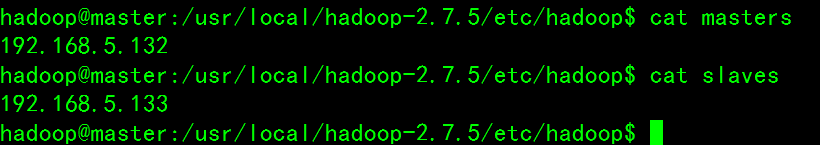 hadoop@master:/usr/local/hadoop-2.7.5/etc/hadoop$ cat masters
192.168.5.132
hadoop@master:/usr/local/hadoop-2.7.5/etc/hadoop$ cat slaves
192.168.5.133
hadoop@master:/usr/local/hadoop-2.7.5/etc/hadoop$